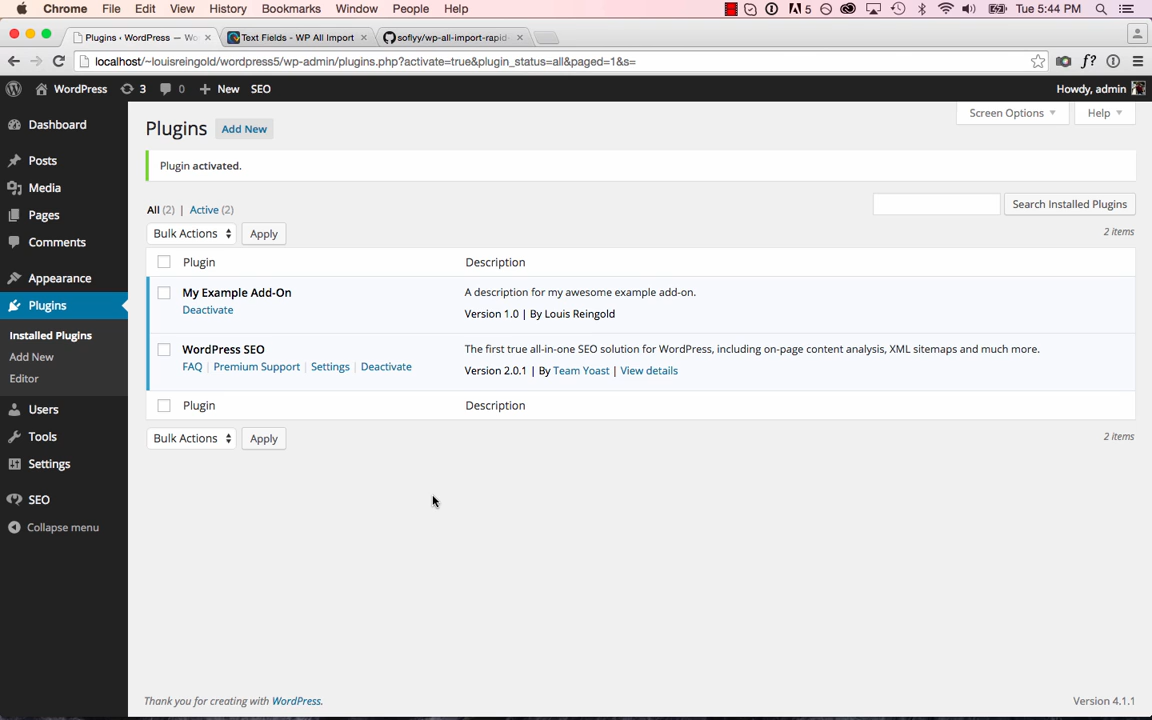 Chrome File Edit View History Bookmarks Window People Help 5 Tue 5:44 PM
Plugins ‹ WordPress — Wo Text Fields - WP All Import soflyy/wp-all-import-rapid-
localhost/~louisreingold/wordpress5/wp-admin/plugins.php?activate=true&plugin_status=all&paged=1&s= f?
WordPress 3 0 New SEO Howdy, admin
Screen Options Help
Plugins Add New
Plugin activated.
All (2) | Active (2) Search Installed Plugins
Bulk Actions Apply 2 items
Plugin Description
My Example Add-On A description for my awesome example add-on.
Deactivate Version 1.0 | By Louis Reingold
WordPress SEO The first true all-in-one SEO solution for WordPress, including on-page content analysis, XML sitemaps and much more.
FAQ | Premium Support | Settings | Deactivate Version 2.0.1 | By Team Yoast | View details
Plugin Description
Bulk Actions Apply 2 items
Dashboard
Posts
Media
Pages
Comments
Appearance
Plugins
Installed Plugins
Add New
Editor
Users
Tools
Settings
SEO
Collapse menu
Thank you for creating with WordPress. Version 4.1.1